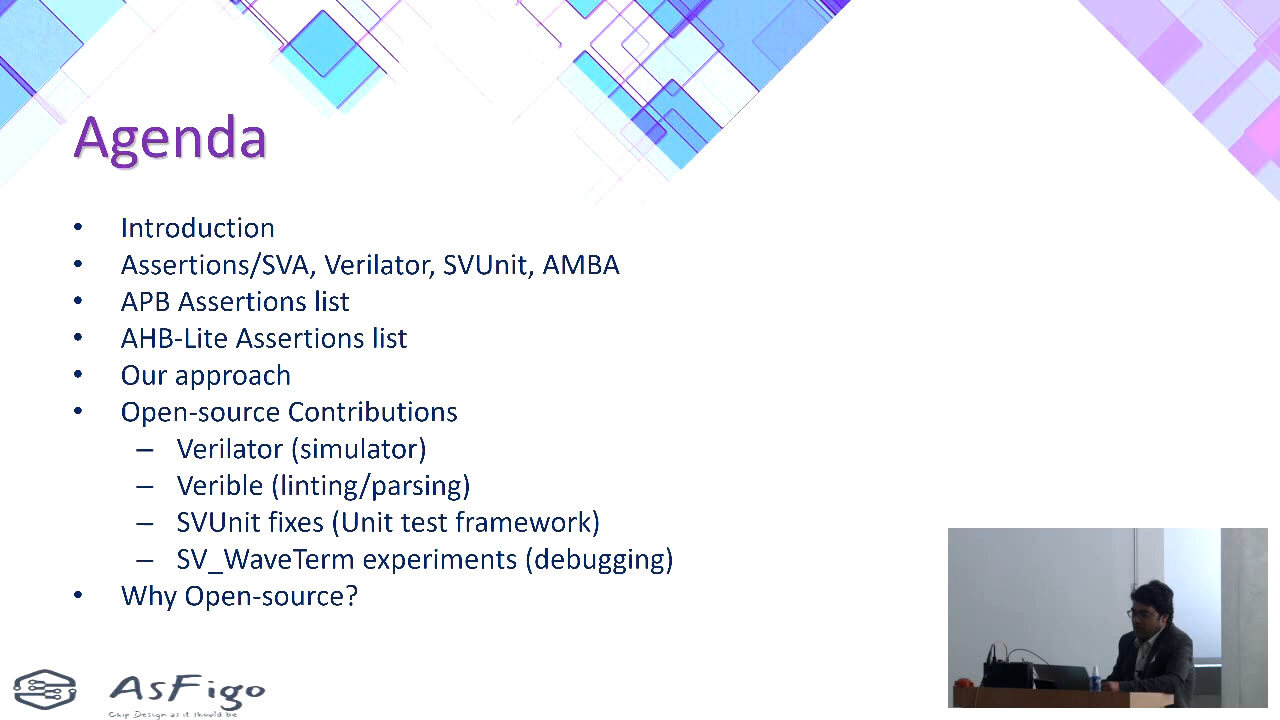 Agenda
• Introduction
• Assertions/SVA, Verilator, SVUnit, AMBA
• APB Assertions list
• AHB-Lite Assertions list
• Our approach
• Open-source Contributions
– Verilator (simulator)
– Verible (linting/parsing)
– SVUnit fixes (Unit test framework)
– SV_WaveTerm experiments (debugging)
• Why Open-source?
AsFigo
Chip Design as it should be